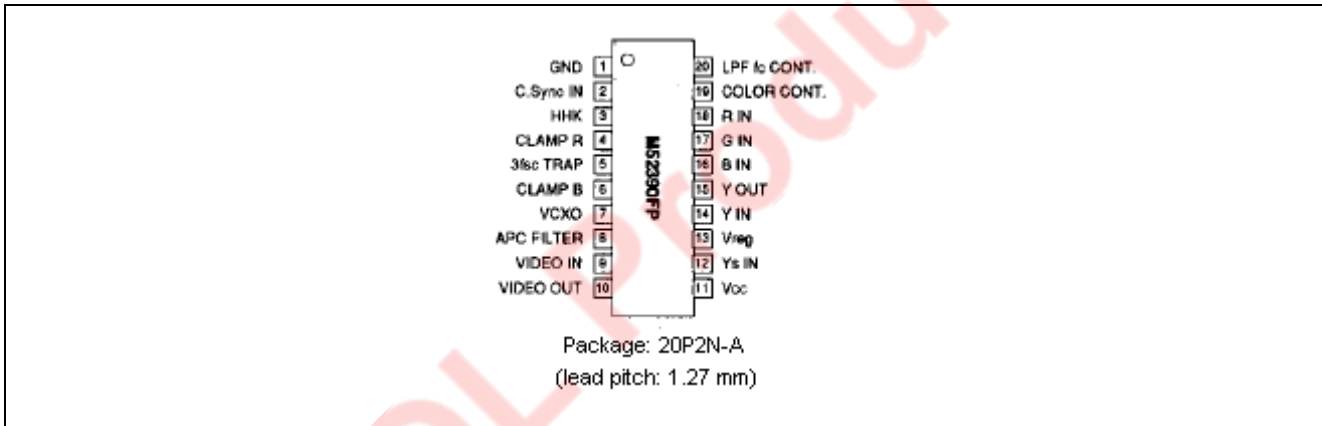 GND 1 20 LPF fc CONT.
C.Sync IN 2 19 COLOR CONT.
HHK 3 18 R IN
CLAMP R 4 17 G IN
3fsc TRAP 5 16 B IN
CLAMP B 6 15 Y OUT
VCXO 7 14 Y IN
APC FILTER 8 13 Vreg
VIDEO IN 9 12 Ys IN
VIDEO OUT 10 11 Vcc
M52390FP
Package: 20P2N-A
(lead pitch: 1.27 mm)
OL Produ